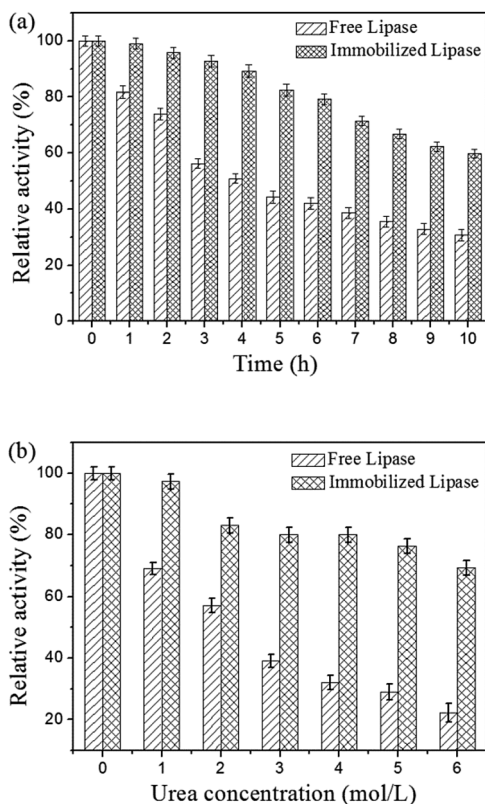 (a)
Free Lipase
Immobilized Lipase
Relative activity (%)
100
80
60
40
20
0
0 1 2 3 4 5 6 7 8 9 10
Time (h)
(b)
Free Lipase
Immobilized Lipase
Relative activity (%)
100
80
60
40
20
0 1 2 3 4 5 6
Urea concentration (mol/L)